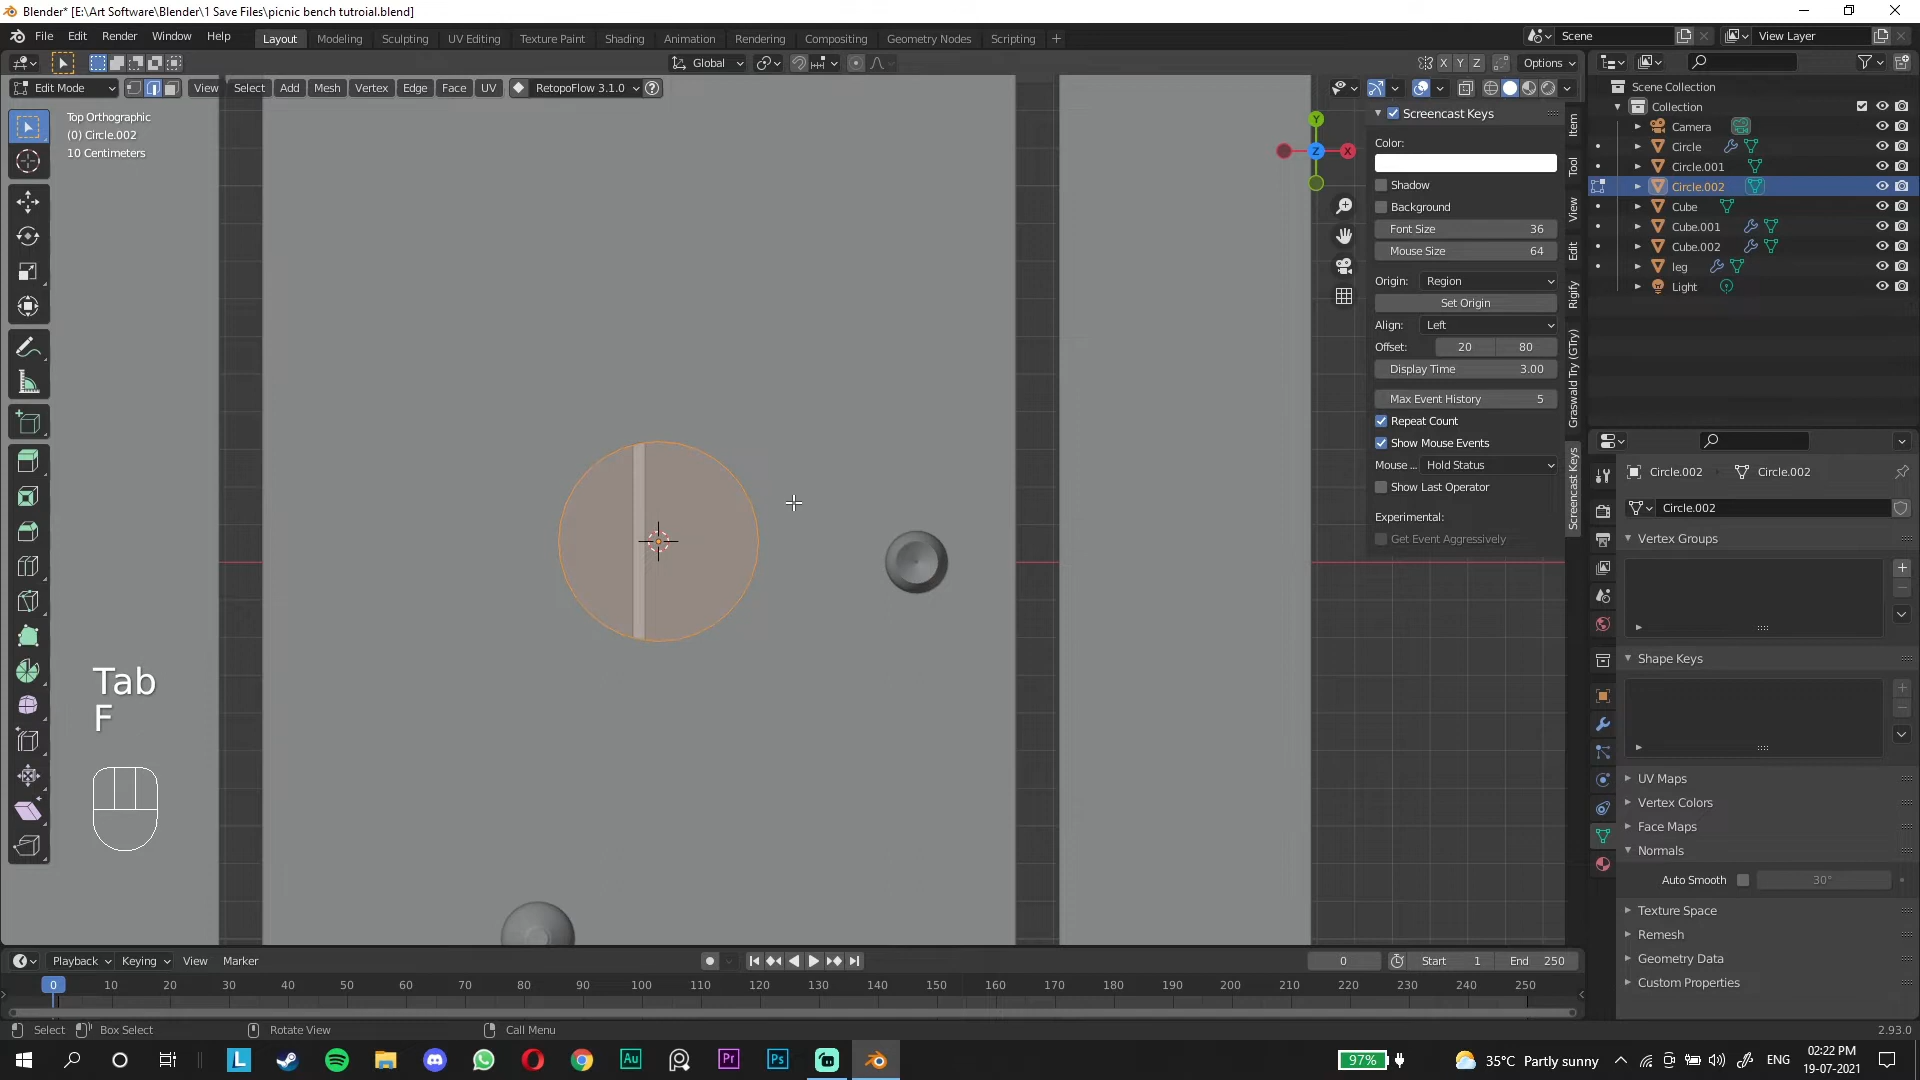 Blender* [E:\Art Software\Blender\1 Save Files\picnic bench tutroial.blend]
File Edit Render Window Help Layout Modeling Sculpting UV Editing Texture Paint Shading Animation Rendering Compositing Geometry Nodes Scripting + Scene View Layer
Global X Y Z Options
Edit Mode View Select Add Mesh Vertex Edge Face UV RetopoFlow 3.1.0 ?
Top Orthographic
(0) Circle.002
10 Centimeters
Y
Z X
Screencast Keys
Color:
Shadow
Background
Font Size 36
Mouse Size 64
Origin: Region
Set Origin
Align: Left
Offset: 20 80
Display Time 3.00
Max Event History 5
Repeat Count
Show Mouse Events
Mouse ... Hold Status
Show Last Operator
Experimental:
Get Event Aggressively
Item
Tool
View
Edit
Rigify
Graswald Try (GTry)
Screencast Keys
Scene Collection
Collection
Camera
Circle
Circle.001
Circle.002
Cube
Cube.001
Cube.002
leg
Light
Circle.002 Circle.002
Circle.002
Vertex Groups
Shape Keys
UV Maps
Vertex Colors
Face Maps
Normals
Auto Smooth 30°
Texture Space
Remesh
Geometry Data
Custom Properties
Tab
F
Playback Keying View Marker 0 Start 1 End 250
0 10 20 30 40 50 60 70 80 90 100 110 120 130 140 150 160 170 180 190 200 210 220 230 240 250
Select Box Select Rotate View Call Menu 2.93.0
L Au Pr Ps 97% 35°C Partly sunny ENG 02:22 PM
19-07-2021